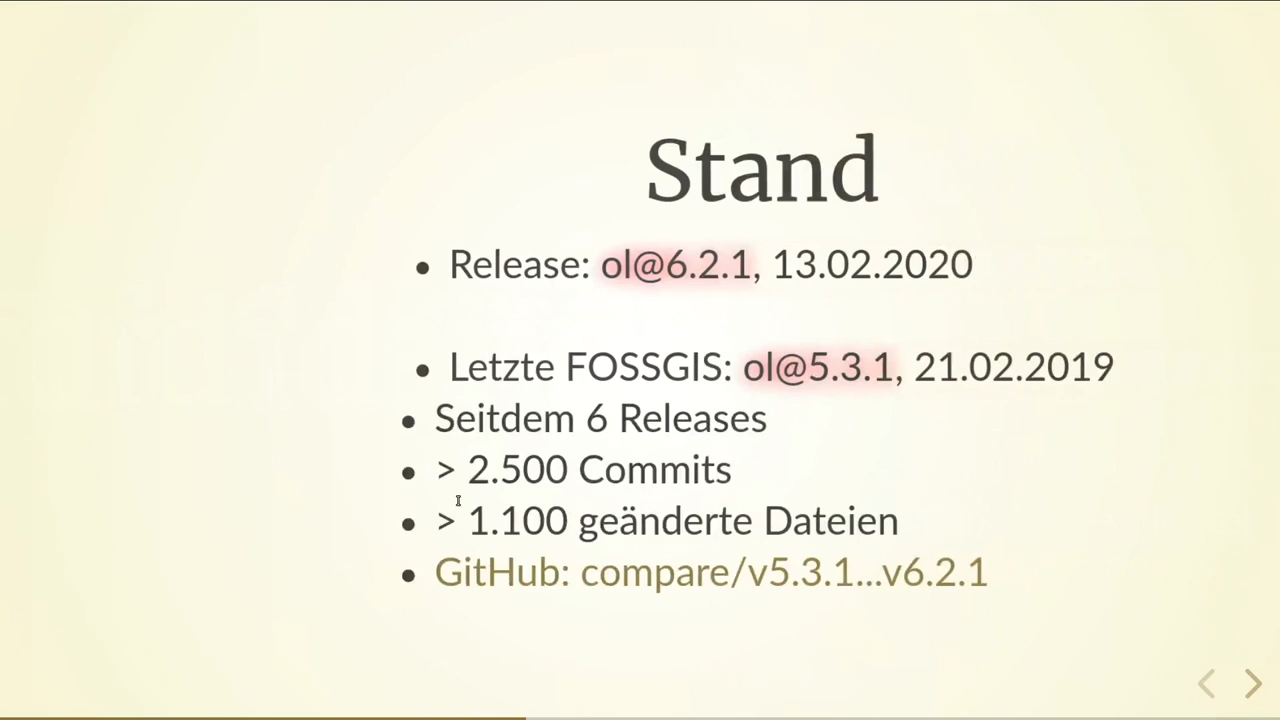 Stand
• Release: ol@6.2.1, 13.02.2020
• Letzte FOSSGIS: ol@5.3.1, 21.02.2019
• Seitdem 6 Releases
• > 2.500 Commits
• > 1.100 geänderte Dateien
• GitHub: compare/v5.3.1...v6.2.1